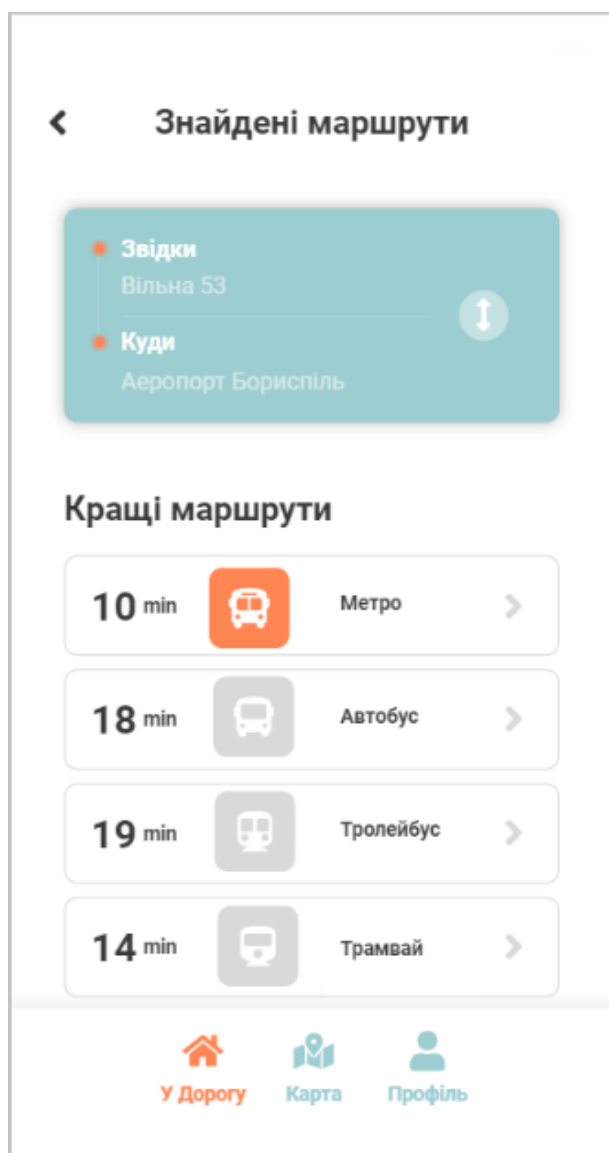 Знайдені маршрути
Звідки
Вільна 53
Куди
Аеропорт Бориспіль
Кращі маршрути
10 min Метро
18 min Автобус
19 min Тролейбус
14 min Трамвай
У Дорогу Карта Профіль